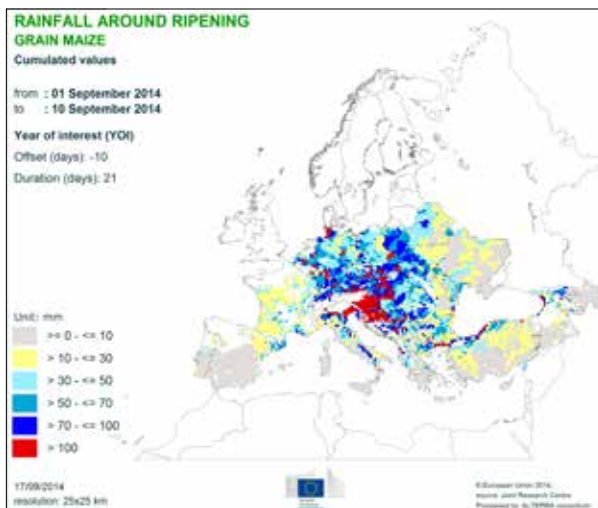 RAINFALL AROUND RIPENING
GRAIN MAIZE
Cumulated values
from : 01 September 2014
to : 10 September 2014
Year of interest (YOI)
Offset (days): -10
Duration (days): 21
Unit: mm
>= 0 - <= 10
> 10 - <= 30
> 30 - <= 50
> 50 - <= 70
> 70 - <= 100
> 100
17/09/2014
resolution: 25x25 km
© European Union 2014
source: Joint Research Centre